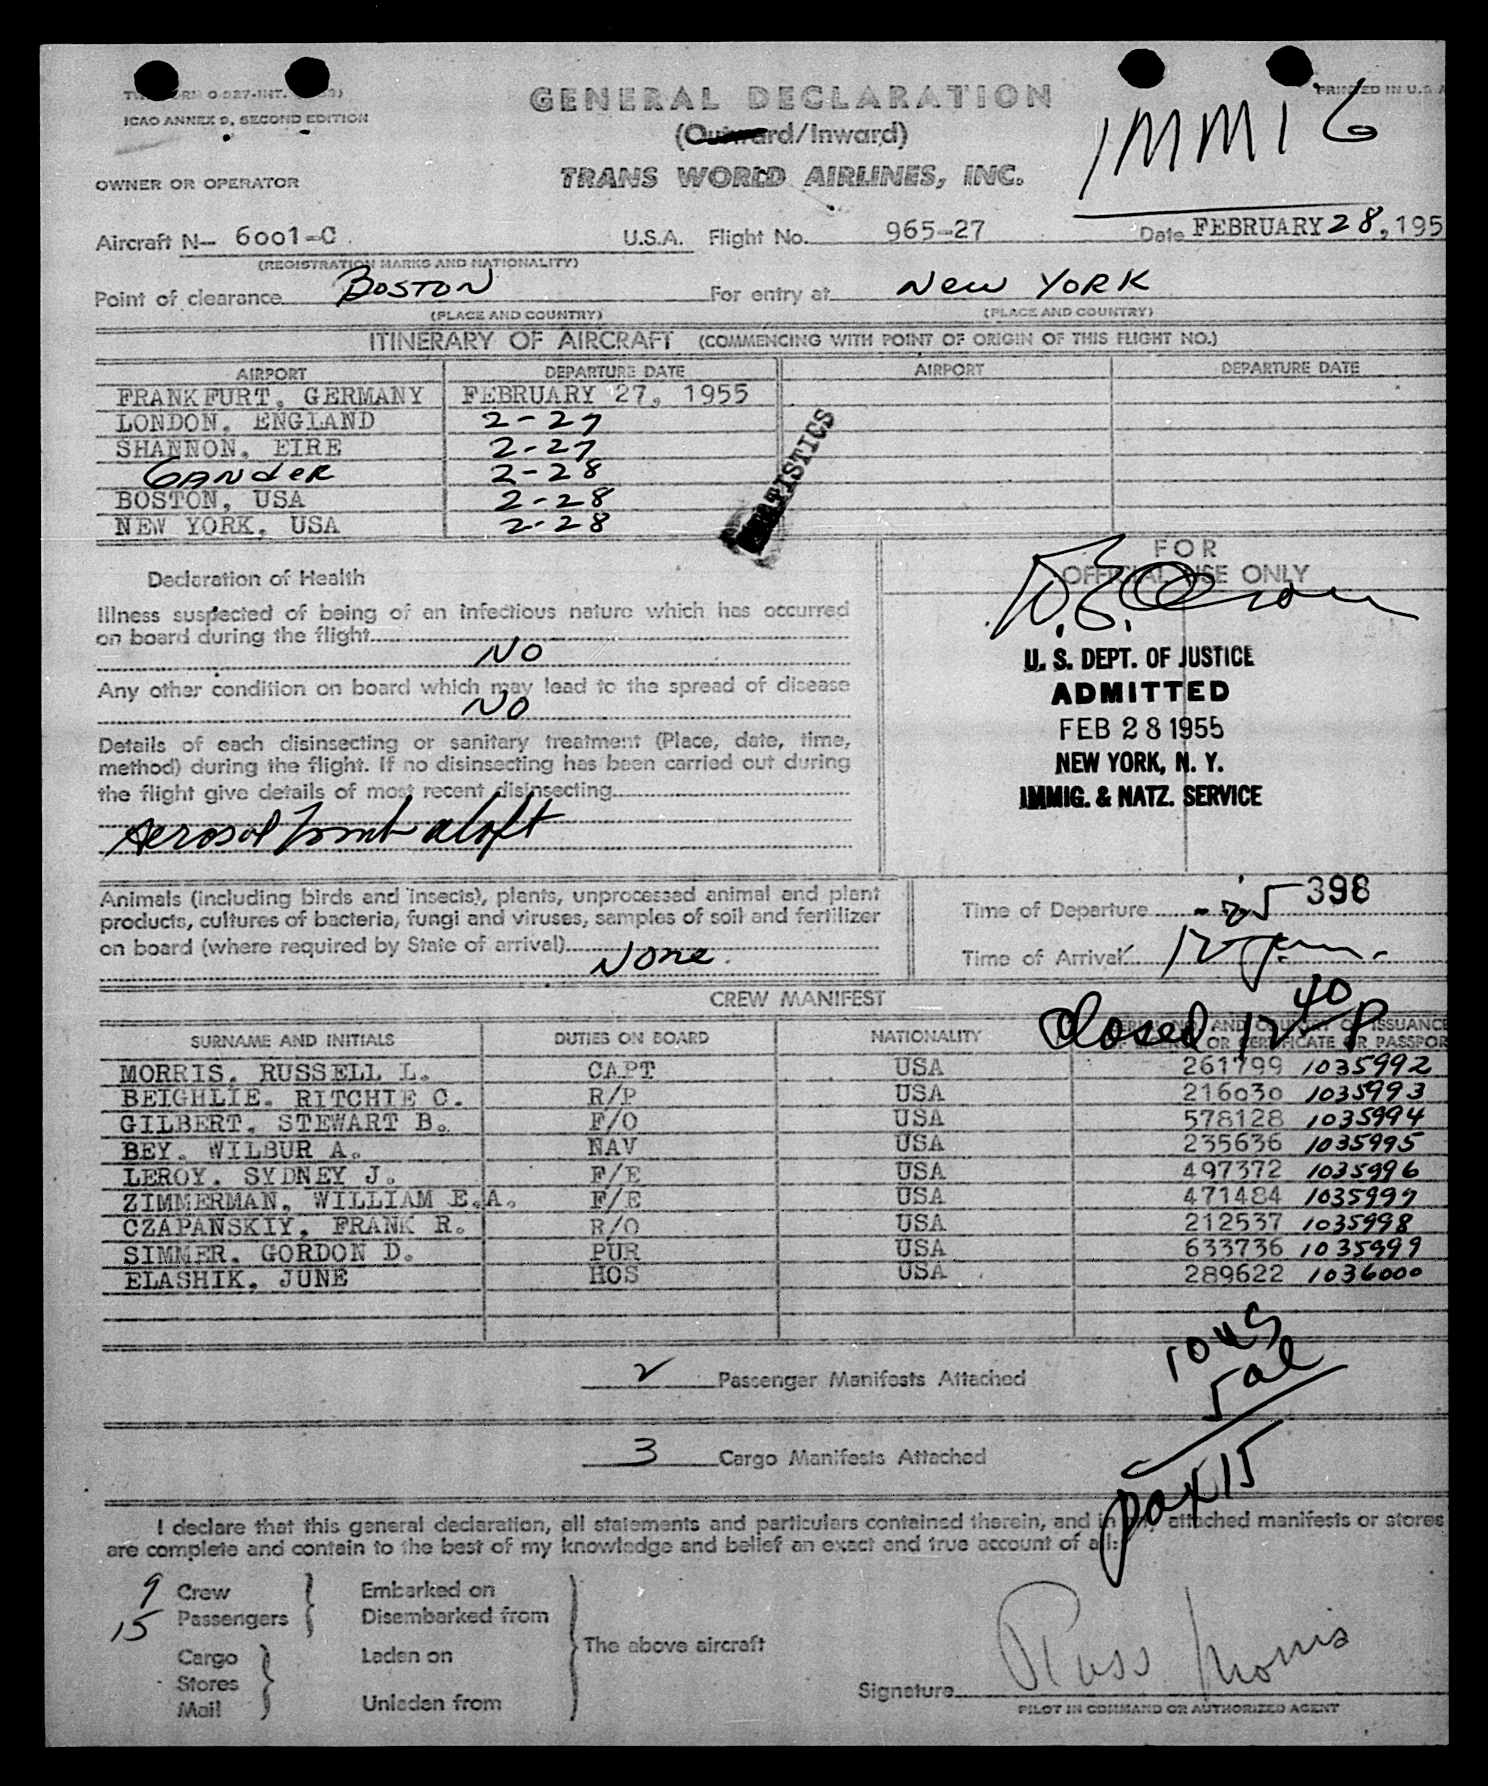 ICAO ANNEX 9, SECOND EDITION
PRINTED IN U.S.A
GENERAL DECLARATION
(Outward/Inward)
IMMIG
OWNER OR OPERATOR
TRANS WORLD AIRLINES, INC.
Aircraft N- 6001-C U.S.A. Flight No. 965-27 Date FEBRUARY 28, 195
(REGISTRATION MARKS AND NATIONALITY)
Point of clearance BOSTON For entry at New YORK
(PLACE AND COUNTRY) (PLACE AND COUNTRY)
ITINERARY OF AIRCRAFT (COMMENCING WITH POINT OF ORIGIN OF THIS FLIGHT NO.)
AIRPORT DEPARTURE DATE AIRPORT DEPARTURE DATE
FRANKFURT, GERMANY FEBRUARY 27, 1955
LONDON, ENGLAND 2-27
SHANNON, EIRE 2-27
GANDER 2-28
BOSTON, USA 2-28
NEW YORK, USA 2-28
STATISTICS
FOR
OFFICIAL USE ONLY
Declaration of Health
Illness suspected of being of an infectious nature which has occurred
on board during the flight
NO
Any other condition on board which may lead to the spread of disease
NO
Details of each disinsecting or sanitary treatment (Place, date, time,
method) during the flight. If no disinsecting has been carried out during
the flight give details of most recent disinsecting
Aerosol bomb aloft
U. S. DEPT. OF JUSTICE
ADMITTED
FEB 28 1955
NEW YORK, N. Y.
IMMIG. & NATZ. SERVICE
Animals (including birds and insects), plants, unprocessed animal and plant
products, cultures of bacteria, fungi and viruses, samples of soil and fertilizer
on board (where required by State of arrival)
None.
398
Time of Departure
Time of Arrival
CREW MANIFEST
closed 12 40 P
SURNAME AND INITIALS DUTIES ON BOARD NATIONALITY
MORRIS, RUSSELL L. CAPT USA 261799 1035992
BEIGHLIE, RITCHIE C. R/P USA 216030 1035993
GILBERT, STEWART B. F/O USA 578128 1035994
BEY, WILBUR A. NAV USA 235636 1035995
LEROY, SYDNEY J. F/E USA 497372 1035996
ZIMMERMAN, WILLIAM E.A. F/E USA 471484 1035997
CZAPANSKIY, FRANK R. R/O USA 212537 1035998
SIMMER, GORDON D. PUR USA 633736 1035999
ELASHIK, JUNE HOS USA 289622 1036000
10 US
5 al
pax 15
2 Passenger Manifests Attached
3 Cargo Manifests Attached
I declare that this general declaration, all statements and particulars contained therein, and in any attached manifests or stores
are complete and contain to the best of my knowledge and belief an exact and true account of all:
9 Crew
15 Passengers
Embarked on
Disembarked from
Cargo
Stores
Mail
Laden on
Unladen from
The above aircraft
Signature Russ Morris
PILOT IN COMMAND OR AUTHORIZED AGENT